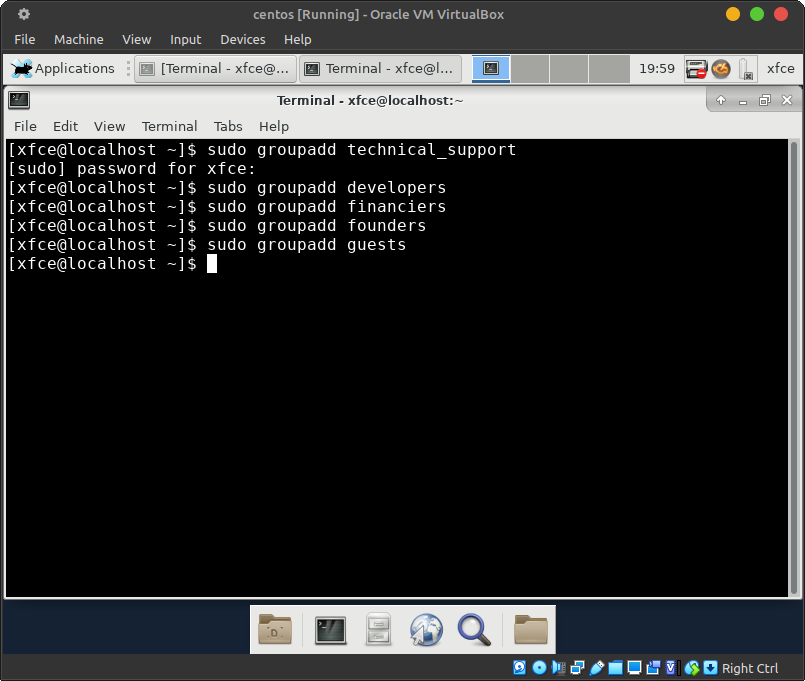 centos [Running] - Oracle VM VirtualBox
File Machine View Input Devices Help
Applications [Terminal - xfce@... Terminal - xfce@l... 19:59 xfce
Terminal - xfce@localhost:~
File Edit View Terminal Tabs Help
[xfce@localhost ~]$ sudo groupadd technical_support
[sudo] password for xfce:
[xfce@localhost ~]$ sudo groupadd developers
[xfce@localhost ~]$ sudo groupadd financiers
[xfce@localhost ~]$ sudo groupadd founders
[xfce@localhost ~]$ sudo groupadd guests
[xfce@localhost ~]$
Right Ctrl